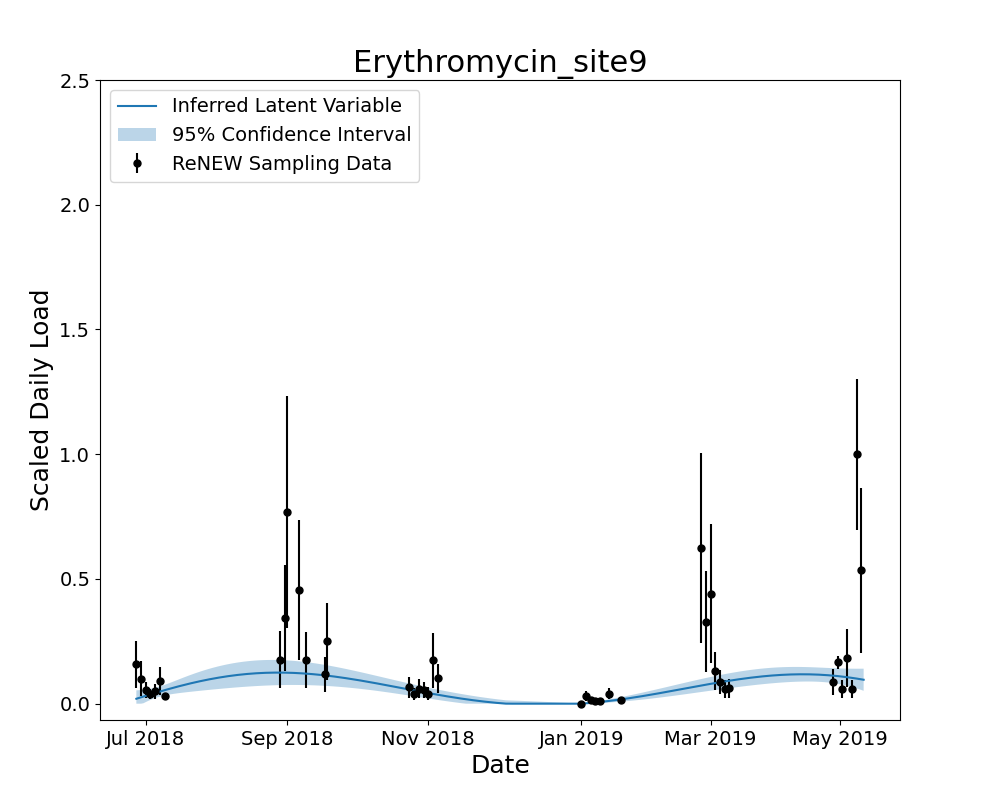 Erythromycin_site9
2.5
2.0
1.5
1.0
0.5
0.0
Scaled Daily Load
Inferred Latent Variable
95% Confidence Interval
ReNEW Sampling Data
Jul 2018
Sep 2018
Nov 2018
Jan 2019
Mar 2019
May 2019
Date